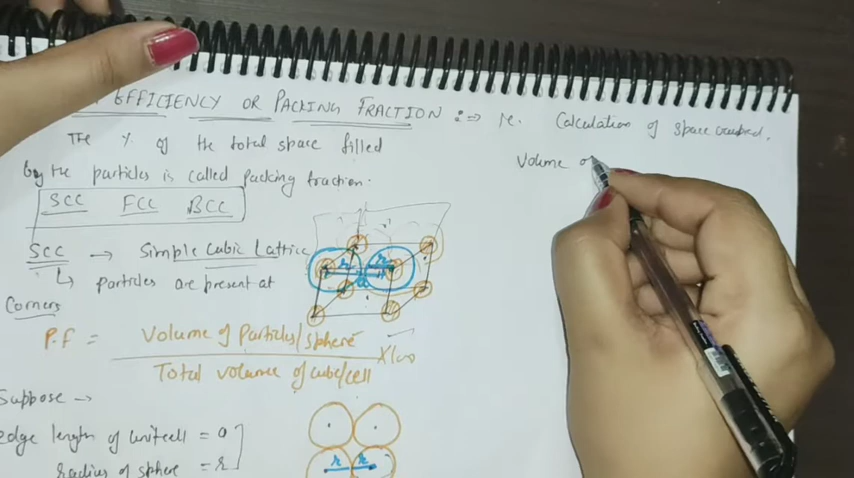 EFFICIENCY OR PACKING FRACTION :→
The % of the total space filled
by the particles is called packing fraction.
SCC FCC BCC
SCC → Simple Cubic Lattice
↳ particles are present at
Corners
P.F = Volume of Particles/sphere
Total volume of cube/cell
Suppose →
edge length of unitcell = a
radius of sphere = r
r r
a
r r
Calculation of space
Volume o